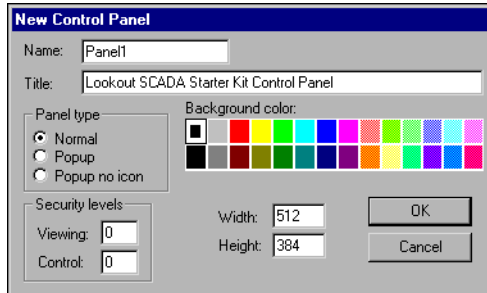 New Control Panel
Name: Panel1
Title: Lookout SCADA Starter Kit Control Panel
Panel type
Normal
Popup
Popup no icon
Background color:
Security levels
Viewing: 0
Control: 0
Width: 512
Height: 384
OK
Cancel